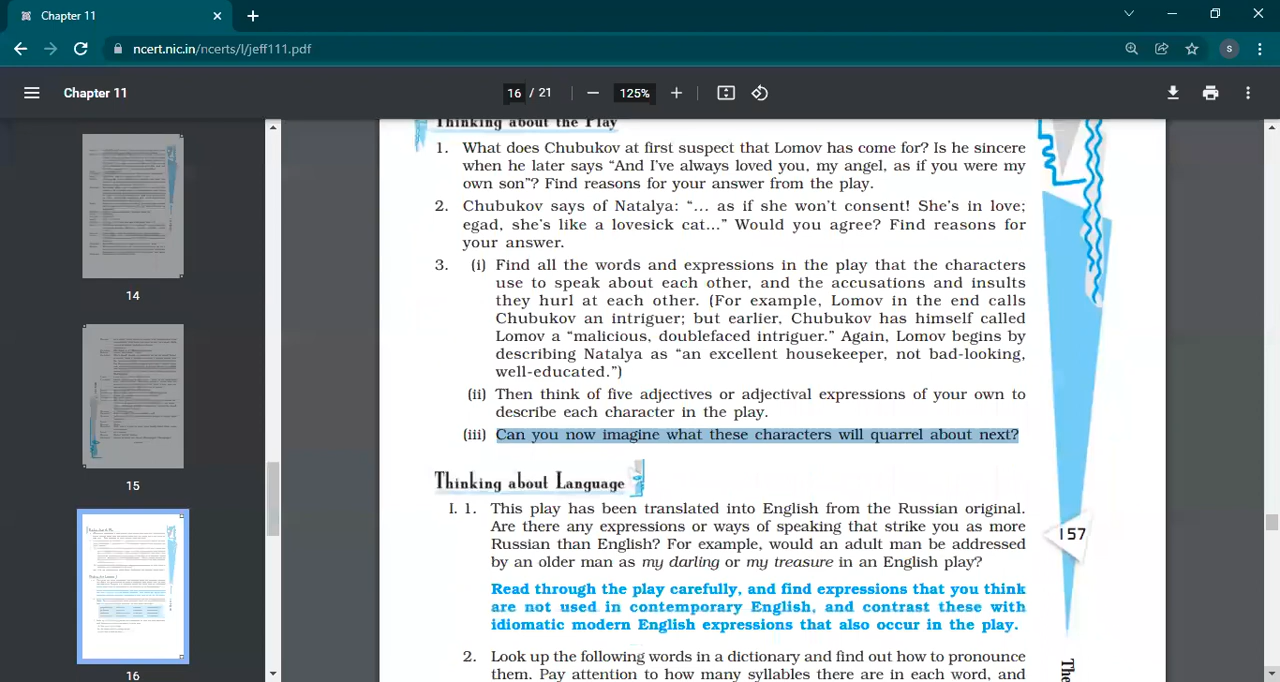 Chapter 11
ncert.nic.in/ncerts/l/jeff111.pdf
S
Chapter 11
16 / 21
125%
14
15
16
Thinking about the Play
1. What does Chubukov at first suspect that Lomov has come for? Is he sincere
when he later says “And I’ve always loved you, my angel, as if you were my
own son”? Find reasons for your answer from the play.
2. Chubukov says of Natalya: “... as if she won’t consent! She’s in love;
egad, she’s like a lovesick cat...” Would you agree? Find reasons for
your answer.
3. (i) Find all the words and expressions in the play that the characters
use to speak about each other, and the accusations and insults
they hurl at each other. (For example, Lomov in the end calls
Chubukov an intriguer; but earlier, Chubukov has himself called
Lomov a “malicious, doublefaced intriguer.” Again, Lomov begins by
describing Natalya as “an excellent housekeeper, not bad-looking,
well-educated.”)
(ii) Then think of five adjectives or adjectival expressions of your own to
describe each character in the play.
(iii) Can you now imagine what these characters will quarrel about next?
Thinking about Language
I. 1. This play has been translated into English from the Russian original.
Are there any expressions or ways of speaking that strike you as more
Russian than English? For example, would an adult man be addressed
by an older man as my darling or my treasure in an English play?
Read through the play carefully, and find expressions that you think
are not used in contemporary English, and contrast these with
idiomatic modern English expressions that also occur in the play.
2. Look up the following words in a dictionary and find out how to pronounce
them. Pay attention to how many syllables there are in each word, and
157
The